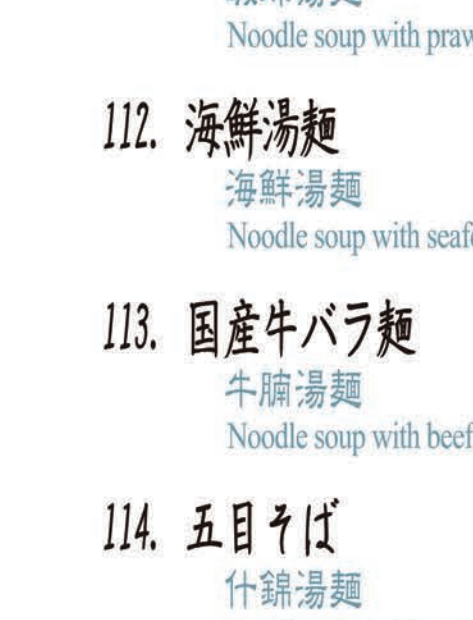 Noodle soup with
112. 海鮮湯麺
海鮮湯麺
Noodle soup with
113. 国産牛バラ麺
牛腩湯麺
Noodle soup with beef
114. 五目そば
什錦湯麺